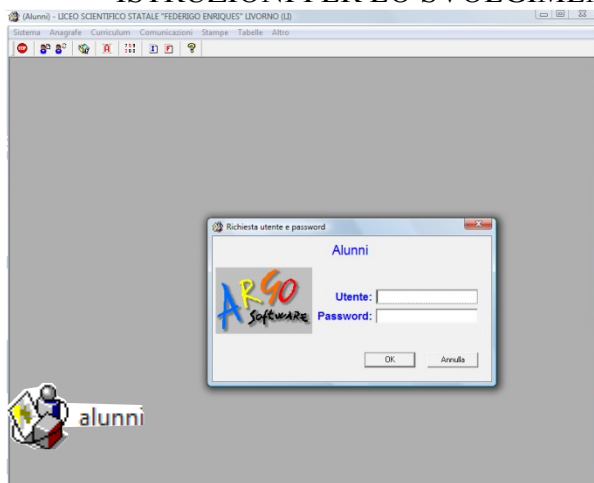 ISTRUZIONI PER LO SVOLGIMEN
(Alunni) - LICEO SCIENTIFICO STATALE "FEDERIGO ENRIQUES" LIVORNO (LI)
Sistema Anagrafe Curriculum Comunicazioni Stampe Tabelle Altro
Richiesta utente e password
Alunni
ARGO
Software
Utente:
Password:
OK Annulla
alunni